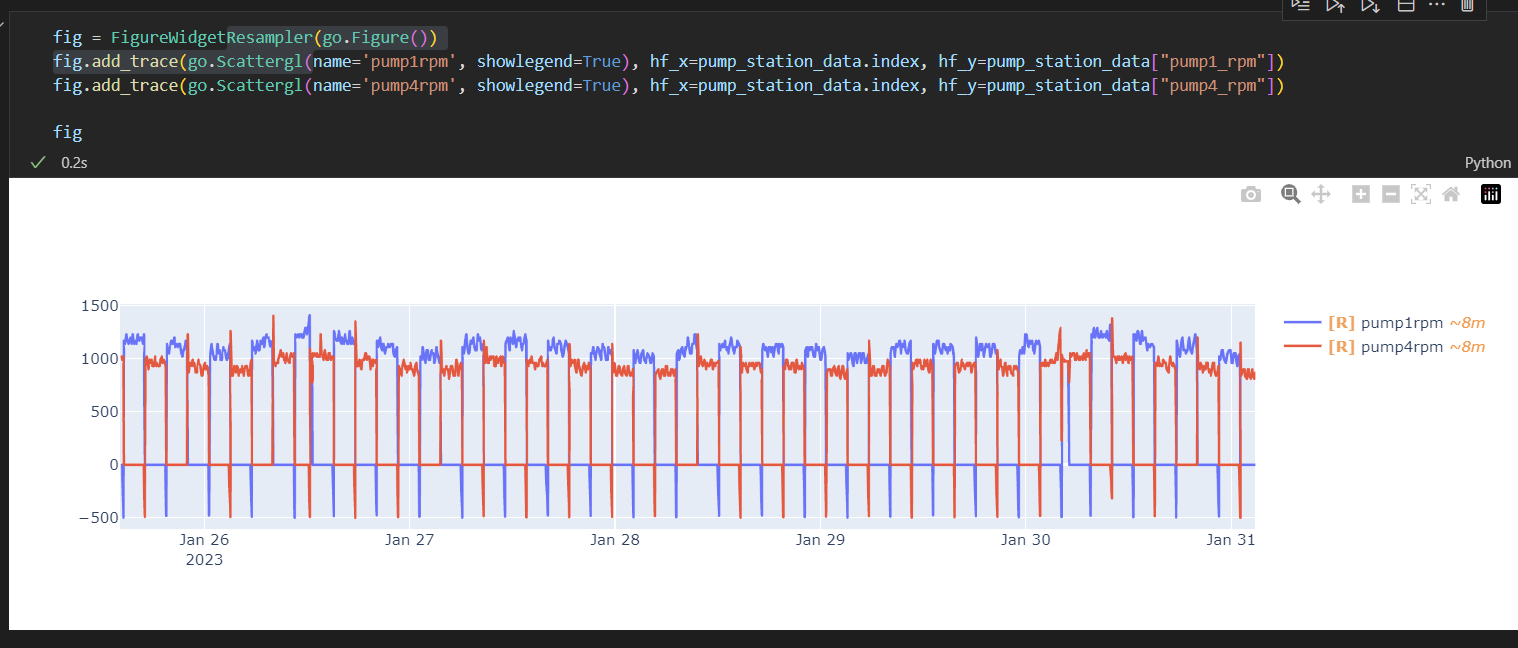 fig = FigureWidgetResampler(go.Figure())
fig.add_trace(go.Scattergl(name='pump1rpm', showlegend=True), hf_x=pump_station_data.index, hf_y=pump_station_data["pump1_rpm"])
fig.add_trace(go.Scattergl(name='pump4rpm', showlegend=True), hf_x=pump_station_data.index, hf_y=pump_station_data["pump4_rpm"])
fig
0.2s
Python
1500
1000
500
0
−500
Jan 26
2023
Jan 27
Jan 28
Jan 29
Jan 30
Jan 31
[R] pump1rpm ~8m
[R] pump4rpm ~8m